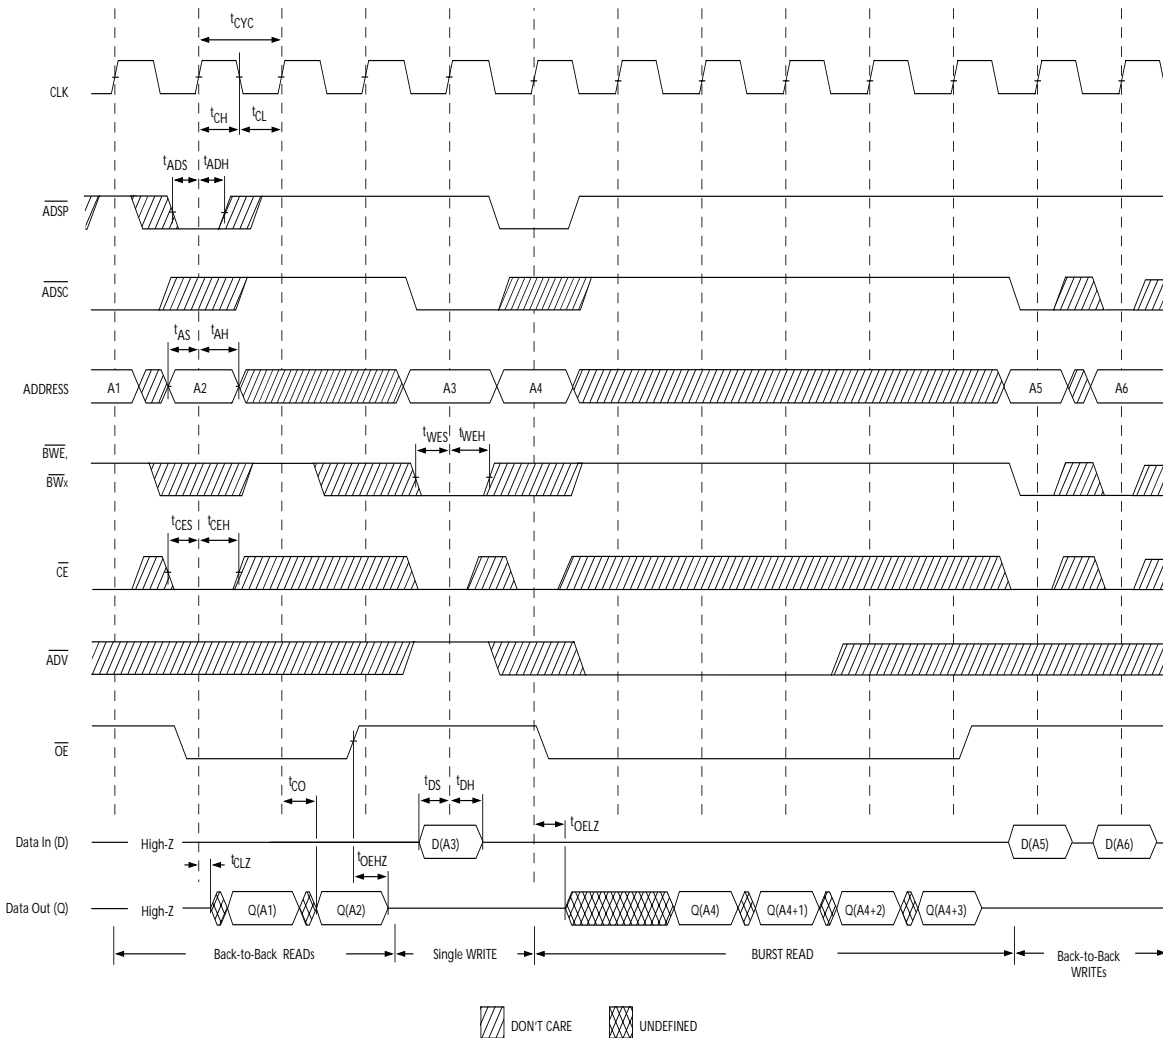 tCYC
CLK
tCH tCL
tADS tADH
ADSP
ADSC
tAS tAH
ADDRESS A1 A2 A3 A4 A5 A6
tWES tWEH
BWE,
BWx
tCES tCEH
CE
ADV
OE
tCO tDS tDH
tOELZ
Data In (D) High-Z D(A3) D(A5) D(A6)
tCLZ tOEHZ
Data Out (Q) High-Z Q(A1) Q(A2) Q(A4) Q(A4+1) Q(A4+2) Q(A4+3)
Back-to-Back READs Single WRITE BURST READ Back-to-Back
WRITEs
DON'T CARE UNDEFINED